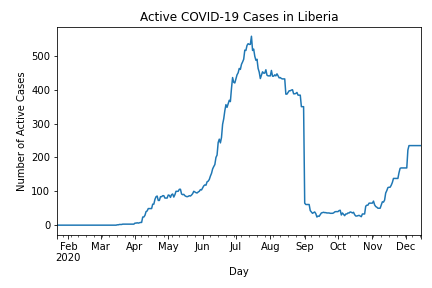 Active COVID-19 Cases in Liberia
Number of Active Cases
500
400
300
200
100
0
Feb Mar Apr May Jun Jul Aug Sep Oct Nov Dec
2020
Day